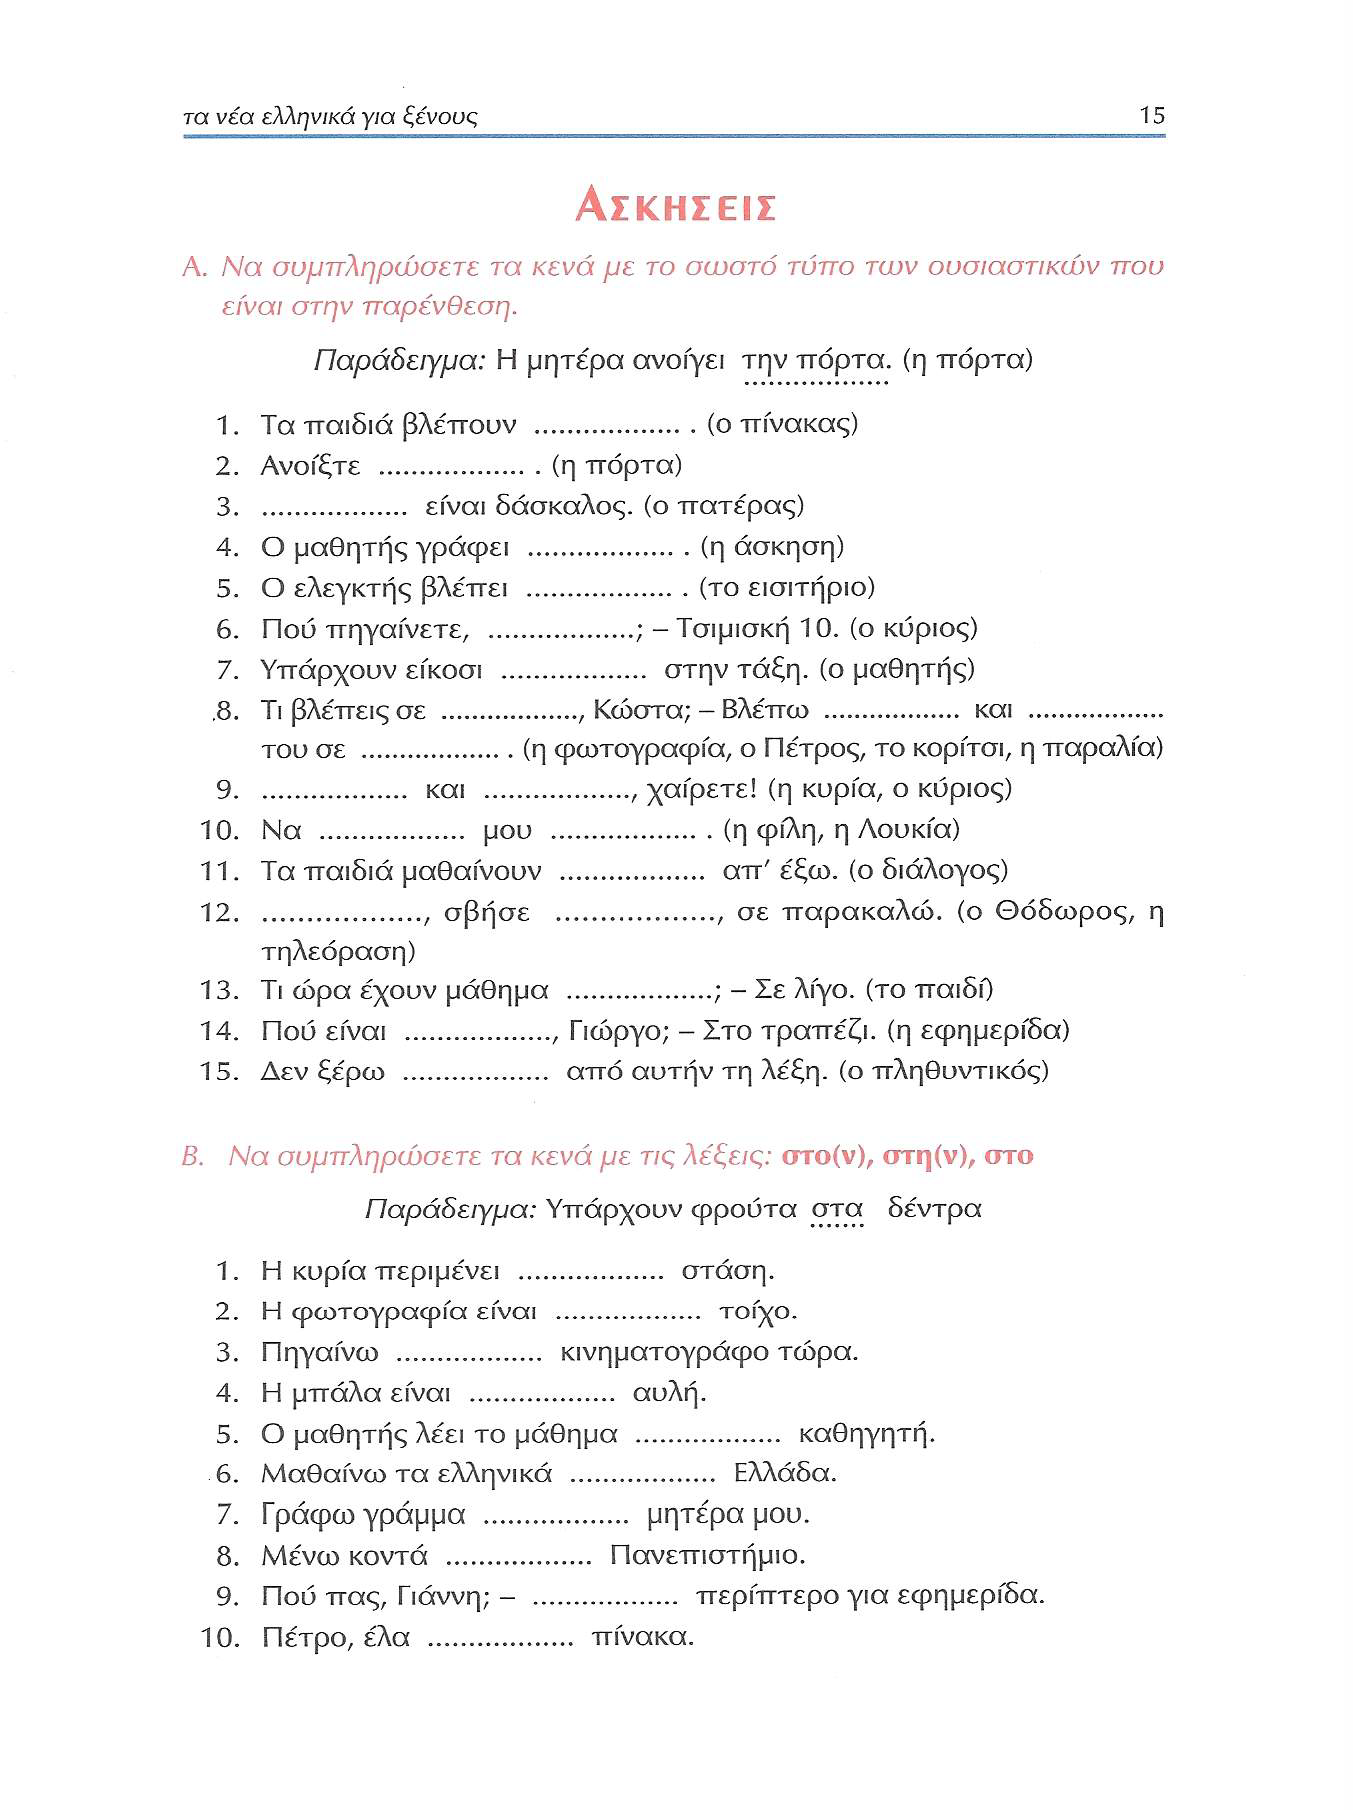 τα νέα ελληνικά για ξένους 15
Ασκησεις
Α. Να συμπληρώσετε τα κενά με το σωστό τύπο των ουσιαστικών που
είναι στην παρένθεση.
Παράδειγμα: Η μητέρα ανοίγει την πόρτα. (η πόρτα)
1. Τα παιδιά βλέπουν .................. . (ο πίνακας)
2. Ανοίξτε .................. . (η πόρτα)
3. .................. είναι δάσκαλος. (ο πατέρας)
4. Ο μαθητής γράφει .................. . (η άσκηση)
5. Ο ελεγκτής βλέπει .................. . (το εισιτήριο)
6. Πού πηγαίνετε, ..................; – Τσιμισκή 10. (ο κύριος)
7. Υπάρχουν είκοσι .................. στην τάξη. (ο μαθητής)
8. Τι βλέπεις σε .................., Κώστα; – Βλέπω .................. και ..................
του σε .................. . (η φωτογραφία, ο Πέτρος, το κορίτσι, η παραλία)
9. .................. και .................., χαίρετε! (η κυρία, ο κύριος)
10. Να .................. μου .................. . (η φίλη, η Λουκία)
11. Τα παιδιά μαθαίνουν .................. απ' έξω. (ο διάλογος)
12. .................., σβήσε .................., σε παρακαλώ. (ο Θόδωρος, η
τηλεόραση)
13. Τι ώρα έχουν μάθημα ..................; – Σε λίγο. (το παιδί)
14. Πού είναι .................., Γιώργο; – Στο τραπέζι. (η εφημερίδα)
15. Δεν ξέρω .................. από αυτήν τη λέξη. (ο πληθυντικός)
Β. Να συμπληρώσετε τα κενά με τις λέξεις: στο(ν), στη(ν), στο
Παράδειγμα: Υπάρχουν φρούτα στα δέντρα
1. Η κυρία περιμένει .................. στάση.
2. Η φωτογραφία είναι .................. τοίχο.
3. Πηγαίνω .................. κινηματογράφο τώρα.
4. Η μπάλα είναι .................. αυλή.
5. Ο μαθητής λέει το μάθημα .................. καθηγητή.
6. Μαθαίνω τα ελληνικά .................. Ελλάδα.
7. Γράφω γράμμα .................. μητέρα μου.
8. Μένω κοντά .................. Πανεπιστήμιο.
9. Πού πας, Γιάννη; – .................. περίπτερο για εφημερίδα.
10. Πέτρο, έλα .................. πίνακα.